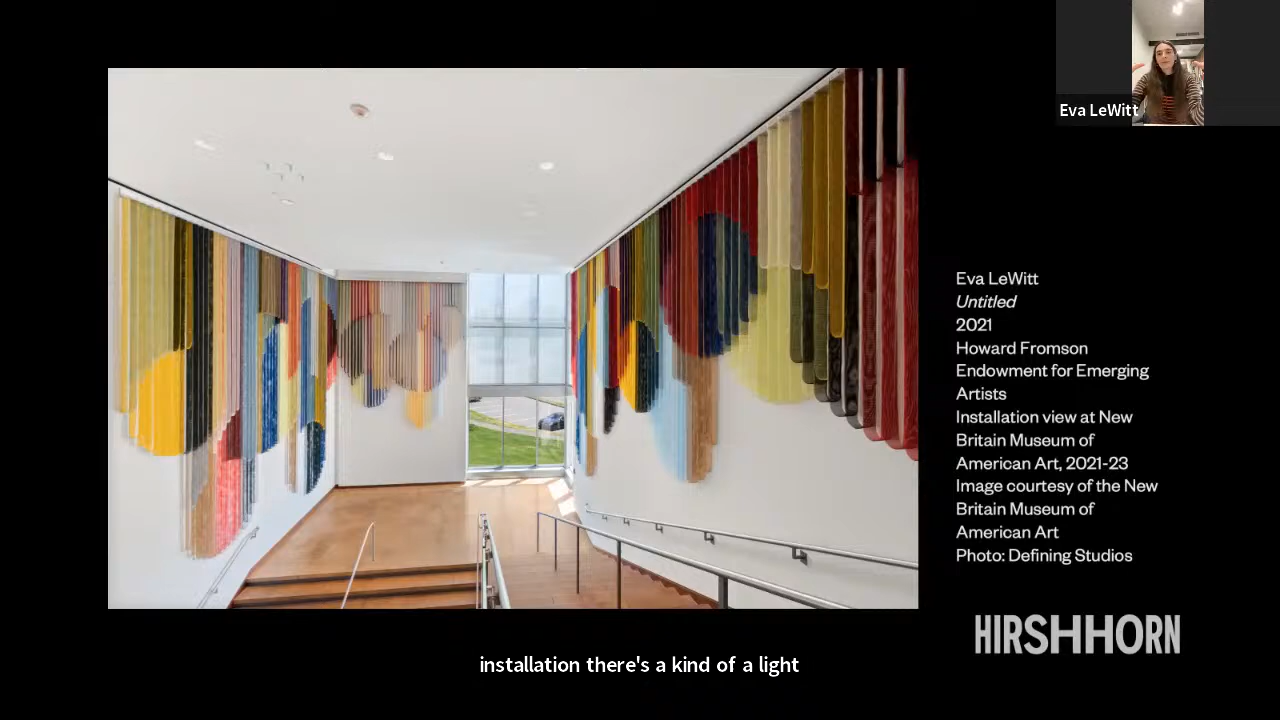 Eva LeWitt
Eva LeWitt
Untitled
2021
Howard Fromson
Endowment for Emerging
Artists
Installation view at New
Britain Museum of
American Art, 2021-23
Image courtesy of the New
Britain Museum of
American Art
Photo: Defining Studios
HIRSHHORN
installation there's a kind of a light